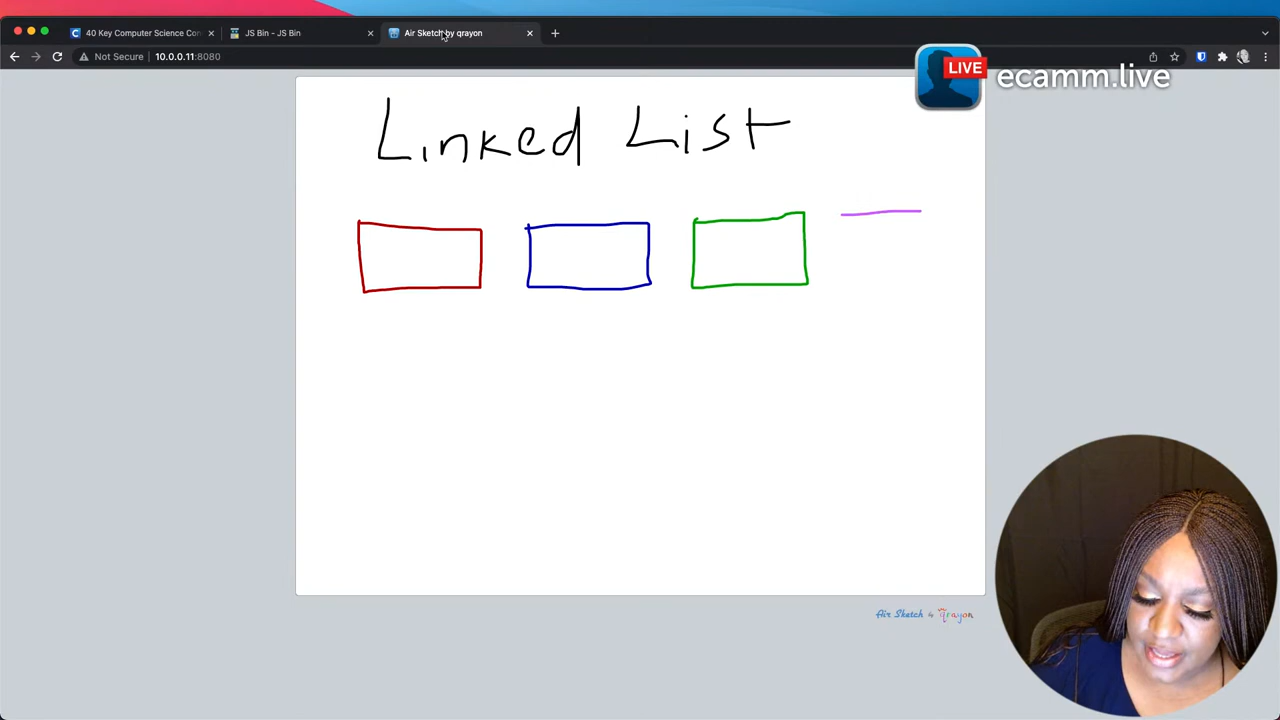 40 Key Computer Science Con
JS Bin - JS Bin
Air Sketch by qrayon
Not Secure
10.0.0.11:8080
LIVE
ecamm.live
Linked List
Air Sketch by qrayon